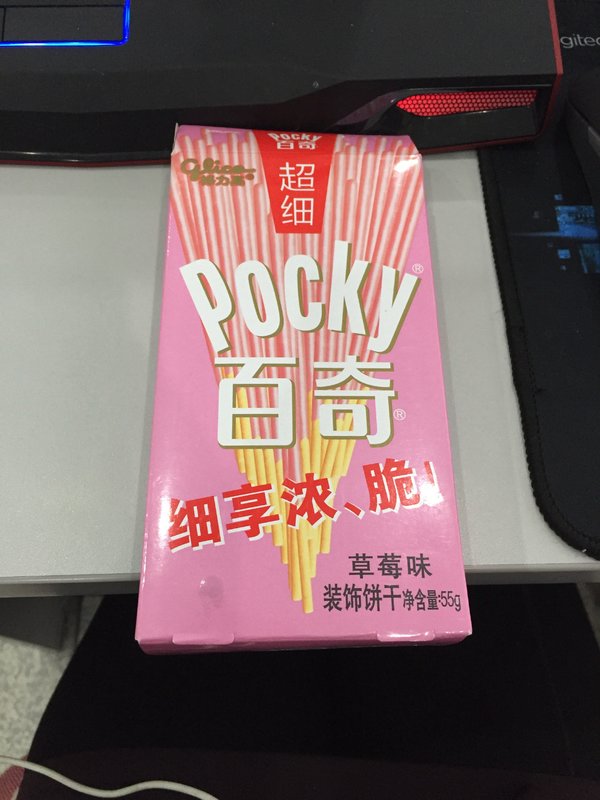 Pocky
百奇
Glico
格力高
超
细
Pocky®
百奇®
细享浓、脆!
草莓味
装饰饼干净含量:55g